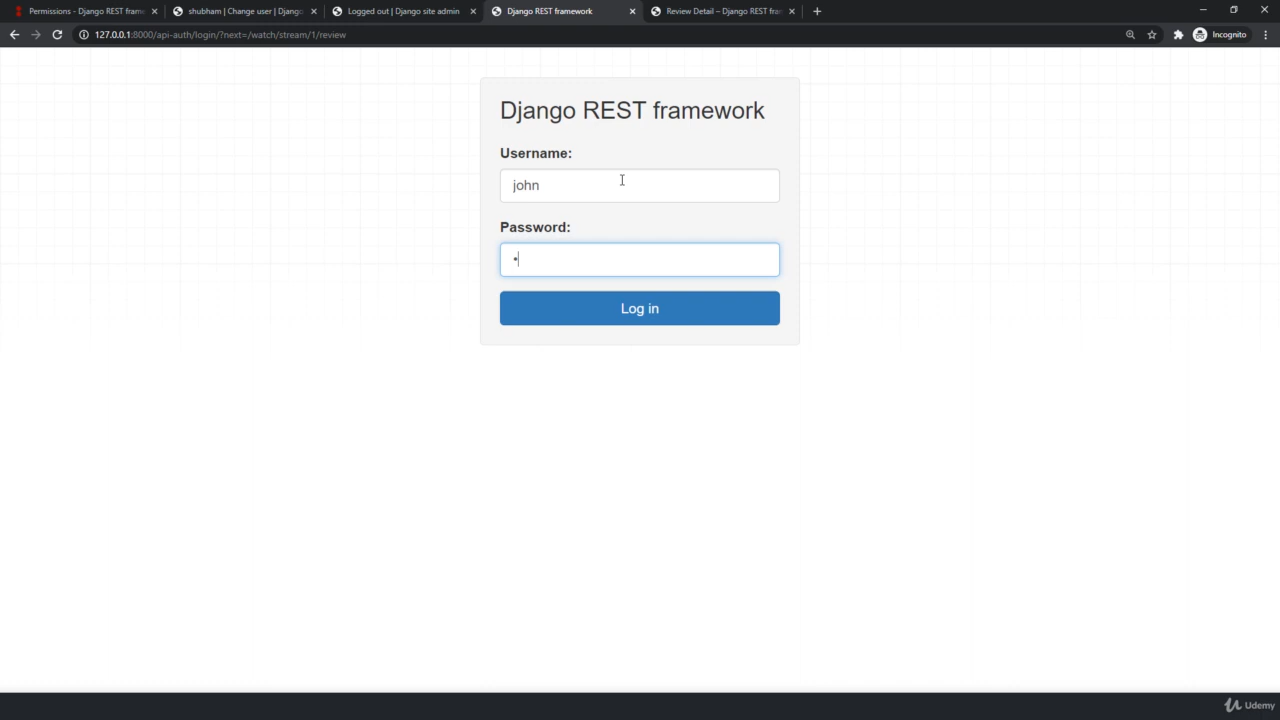 Permissions - Django REST frame
shubham | Change user | Django
Logged out | Django site admin
Django REST framework
Review Detail – Django REST fra
127.0.0.1:8000/api-auth/login/?next=/watch/stream/1/review
Incognito
Django REST framework
Username:
john
Password:
•
Log in
Udemy